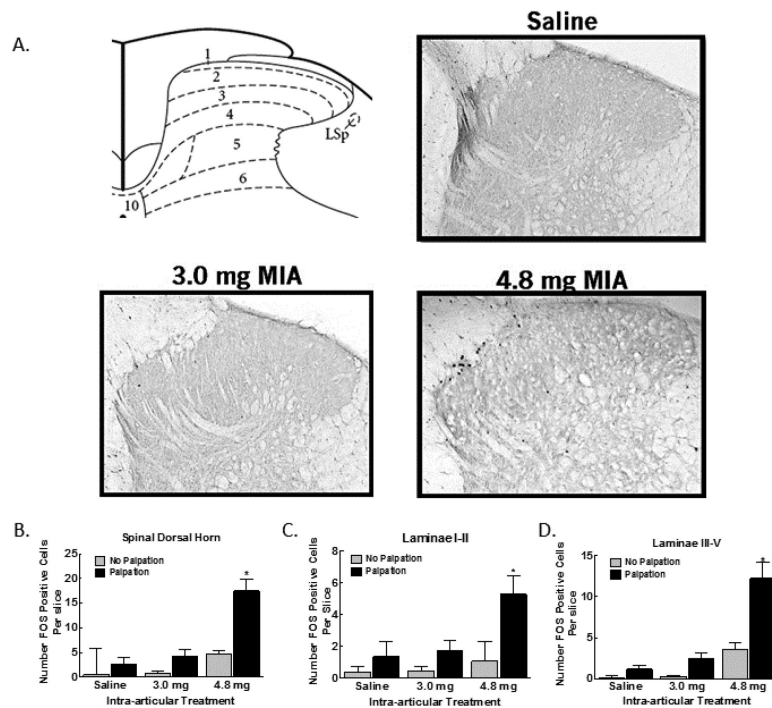 A.
1
2
3
4
5
6
10
LSp
Saline
3.0 mg MIA
4.8 mg MIA
B.
Spinal Dorsal Horn
Number FOS Positive Cells
Per slice
25
20
15
10
5
0
No Palpation
Palpation
*
Saline
3.0 mg
4.8 mg
Intra-articular Treatment
C.
Laminae I-II
Number FOS Positive Cells
Per Slice
8
6
4
2
0
No Palpation
Palpation
*
Saline
3.0 mg
4.8 mg
Intra-articular Treatment
D.
Laminae III-V
Number FOS Positive Cells
Per slice
15
10
5
0
No Palpation
Palpation
*
Saline
3.0 mg
4.8 mg
Intra-articular Treatment